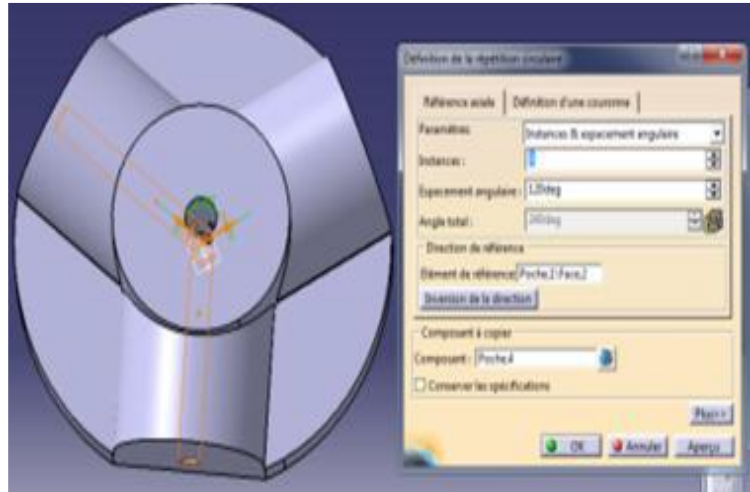 Définition de la répétition circulaire
Référence axiale Définition d'une couronne
Paramètres: Instances & espacement angulaire
Instances :
Espacement angulaire : 120deg
Angle total : 240deg
Direction de référence
Elément de référence: Poche.2\Face.2
Inversion de la direction
Composant à copier
Composant : Poche.4
Conserver les spécifications
Plus>>
OK Annuler Aperçu